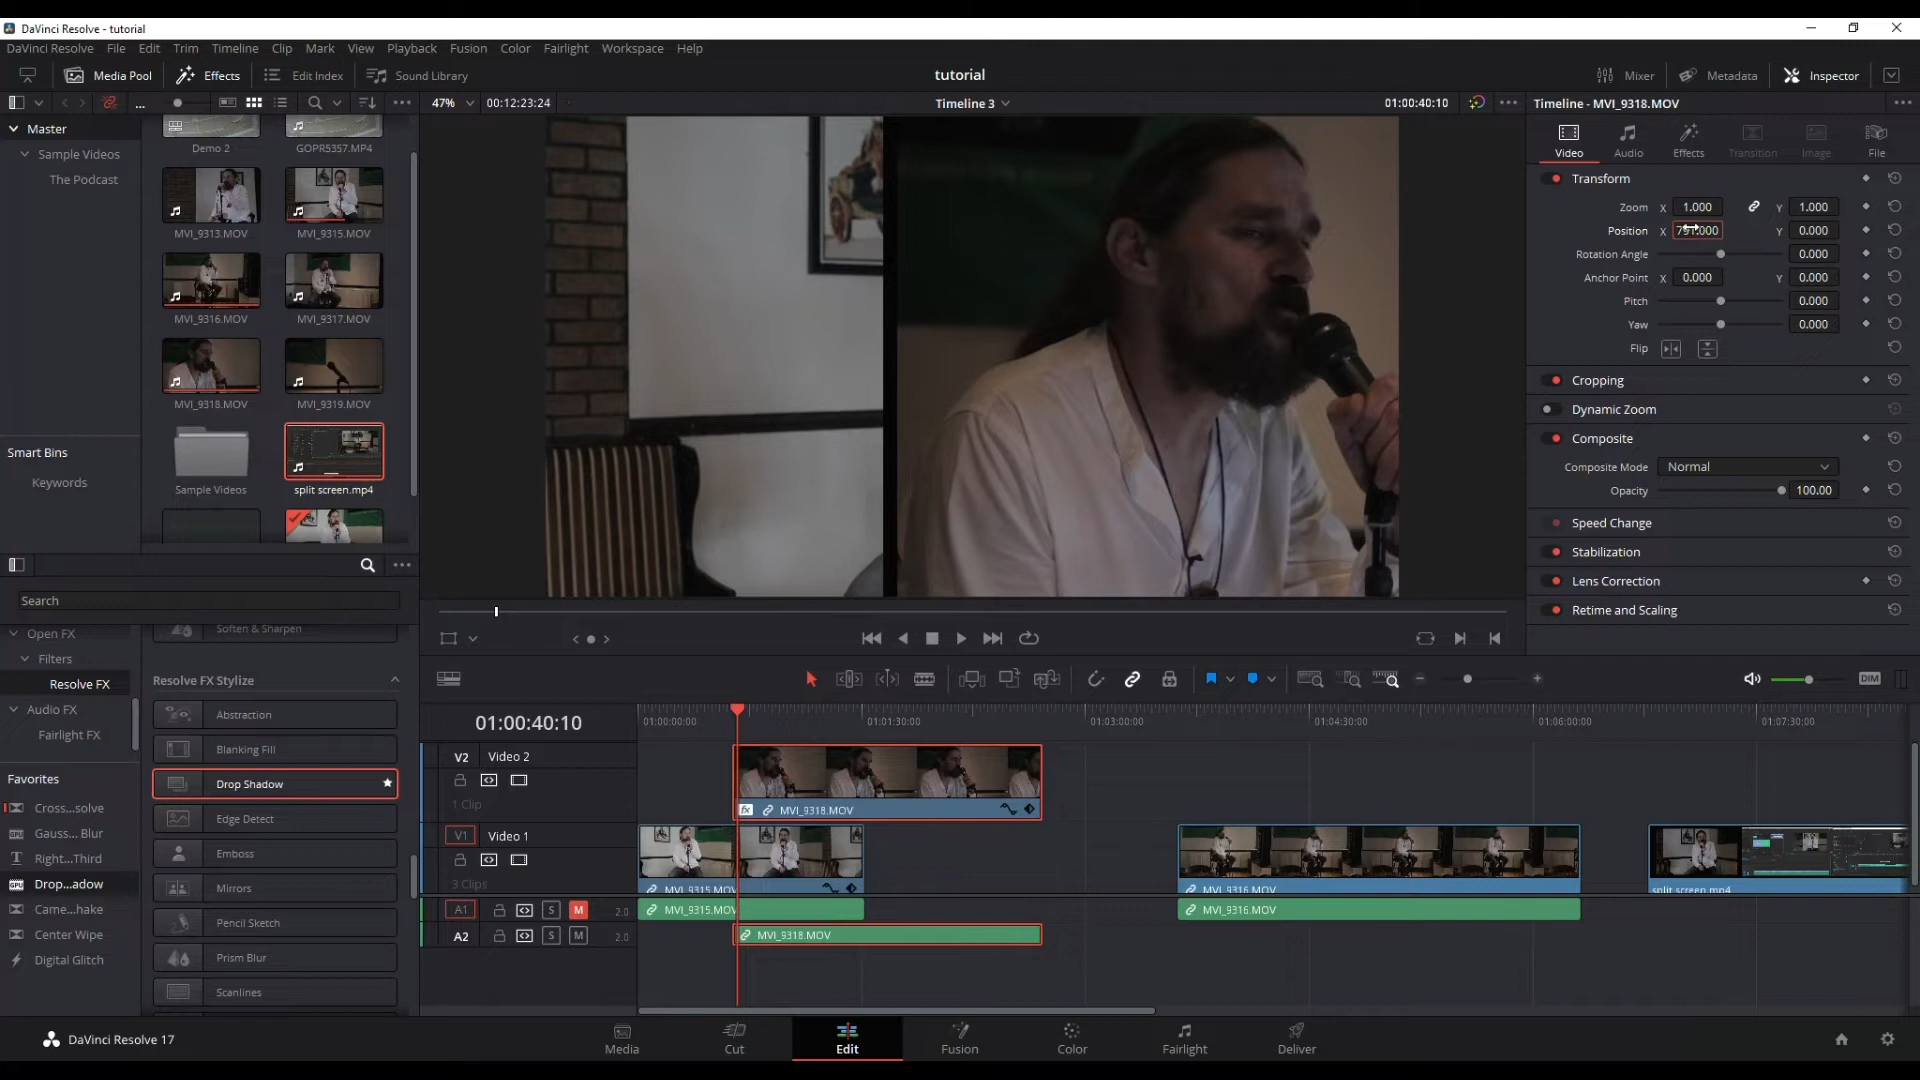 DaVinci Resolve - tutorial
DaVinci Resolve File Edit Trim Timeline Clip Mark View Playback Fusion Color Fairlight Workspace Help
Media Pool Effects Edit Index Sound Library tutorial Mixer Metadata Inspector
... 47% 00:12:23:24 Timeline 3 01:00:40:10 Timeline - MVI_9318.MOV
Master
Sample Videos
The Podcast
Smart Bins
Keywords
Demo 2 GOPR5357.MP4
MVI_9313.MOV MVI_9315.MOV
MVI_9316.MOV MVI_9317.MOV
MVI_9318.MOV MVI_9319.MOV
Sample Videos split screen.mp4
Video Audio Effects Transition Image File
Transform
Zoom X 1.000 Y 1.000
Position X Y 0.000
Rotation Angle 0.000
Anchor Point X 0.000 Y 0.000
Pitch 0.000
Yaw 0.000
Flip
Cropping
Dynamic Zoom
Composite
Composite Mode Normal
Opacity 100.00
Speed Change
Stabilization
Lens Correction
Retime and Scaling
Search
Open FX
Filters
Resolve FX
Audio FX
Fairlight FX
Favorites
Cross...solve
Gauss... Blur
Right...Third
Drop...adow
Came...hake
Center Wipe
Digital Glitch
Soften & Sharpen
Resolve FX Stylize
Abstraction
Blanking Fill
Drop Shadow
Edge Detect
Emboss
Mirrors
Pencil Sketch
Prism Blur
Scanlines
DIM
01:00:40:10 01:00:00:00 01:01:30:00 01:03:00:00 01:04:30:00 01:06:00:00 01:07:30:00
V2 Video 2
1 Clip
fx MVI_9318.MOV
V1 Video 1
3 Clips
MVI_9315.MOV MVI_9316.MOV split screen.mp4
A1 S M 2.0 MVI_9315.MOV MVI_9316.MOV
A2 S M 2.0 MVI_9318.MOV
DaVinci Resolve 17 Media Cut Edit Fusion Color Fairlight Deliver